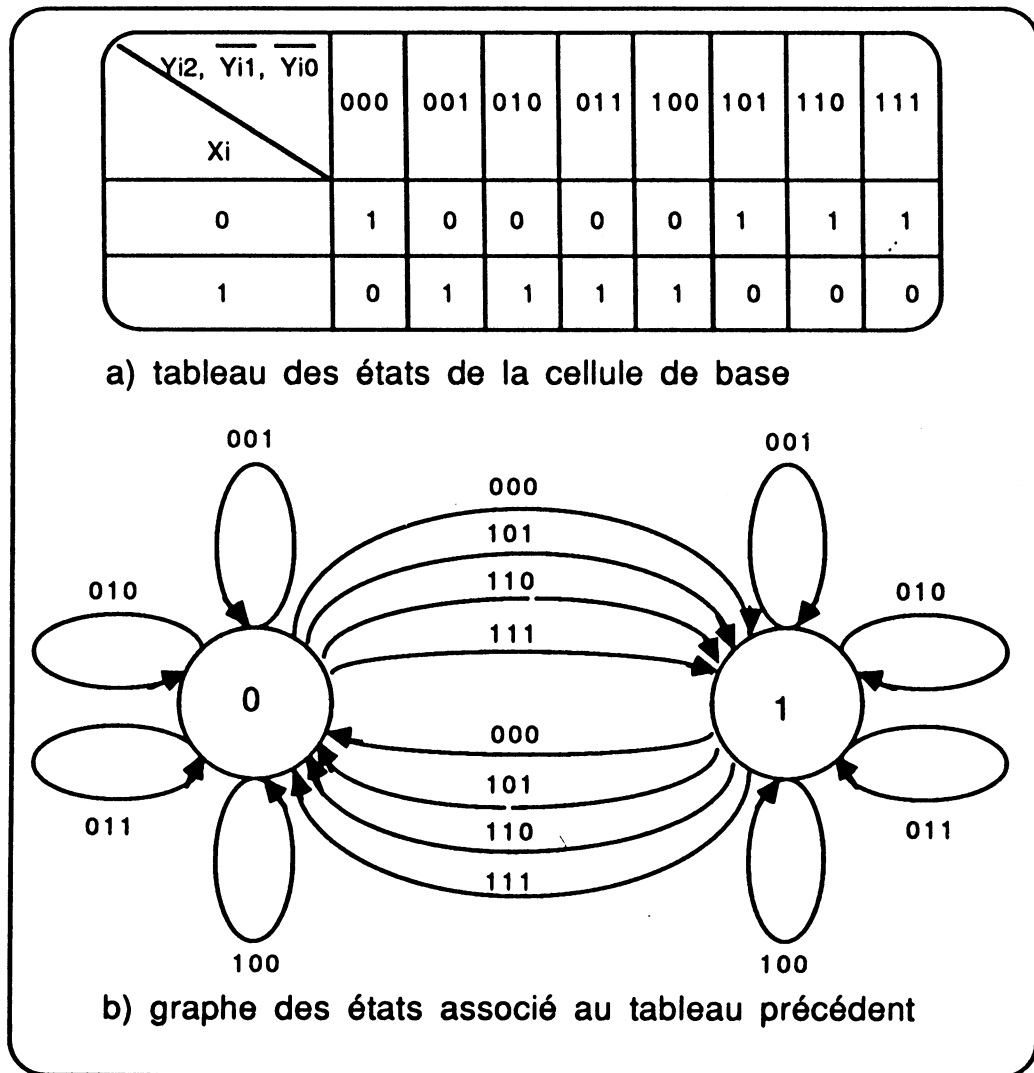 Yi2, Yi1, Yi0
Xi
000 001 010 011 100 101 110 111
0 1 0 0 0 0 1 1 1
1 0 1 1 1 1 0 0 0
a) tableau des états de la cellule de base
001 001
000
101
010 110 010
111
0 1
000
101
011 110 011
111
100 100
b) graphe des états associé au tableau précédent